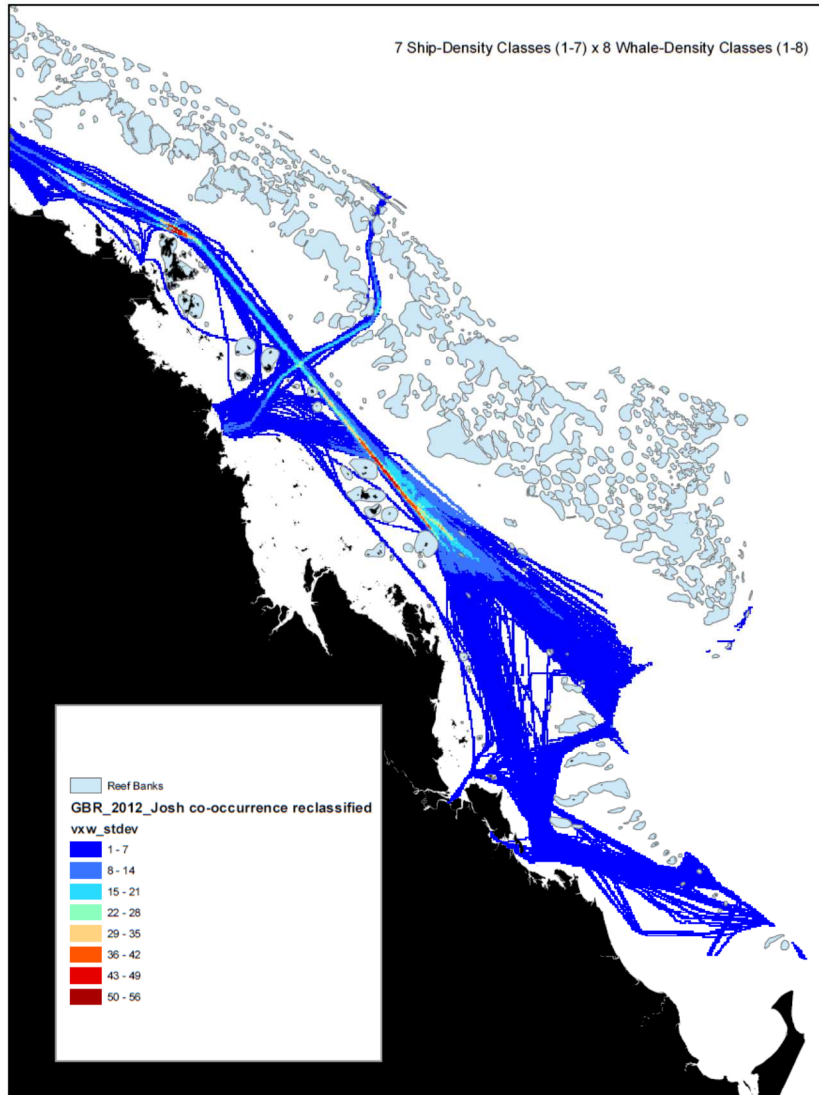 7 Ship-Density Classes (1-7) x 8 Whale-Density Classes (1-8)
Reef Banks
GBR_2012_Josh co-occurrence reclassified
vxw_stdev
1 - 7
8 - 14
15 - 21
22 - 28
29 - 35
36 - 42
43 - 49
50 - 56